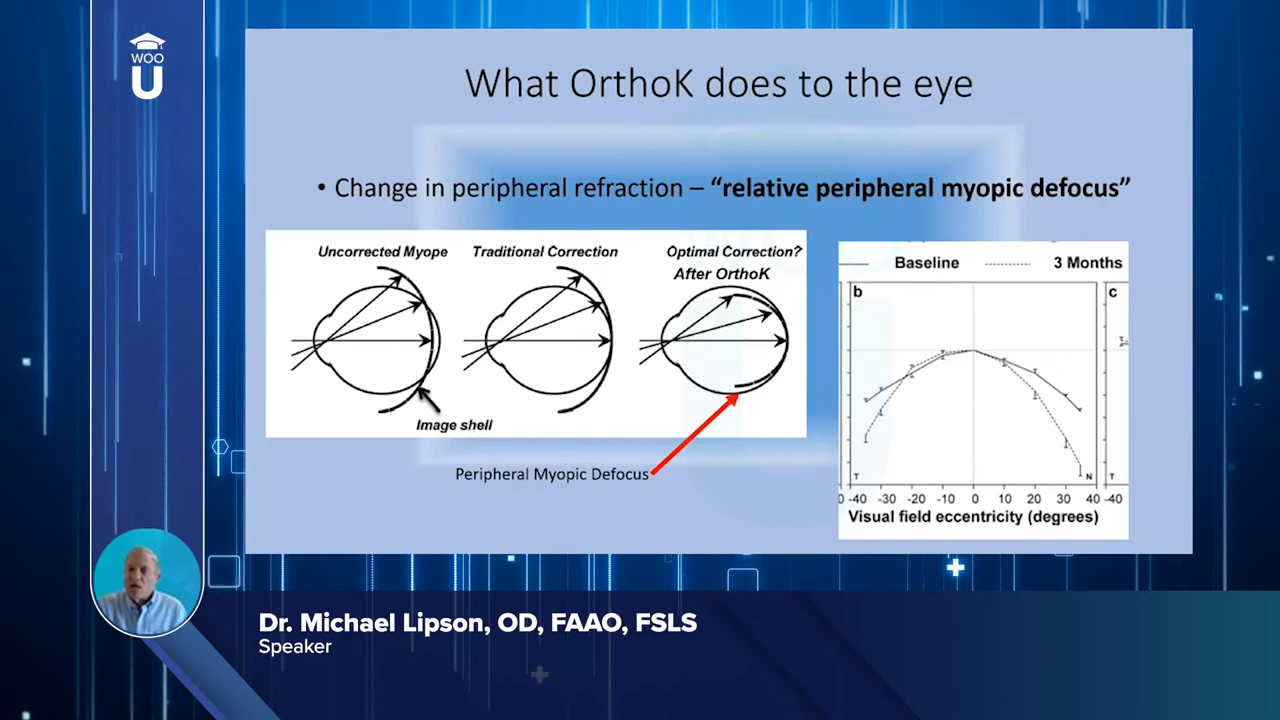 WOO
U
What OrthoK does to the eye
• Change in peripheral refraction – “relative peripheral myopic defocus”
Uncorrected Myope
Traditional Correction
Optimal Correction?
After OrthoK
Image shell
Peripheral Myopic Defocus
Baseline
3 Months
b
c
T
N
T
0 -40 -30 -20 -10 0 10 20 30 40 -40
Visual field eccentricity (degrees)
Dr. Michael Lipson, OD, FAAO, FSLS
Speaker